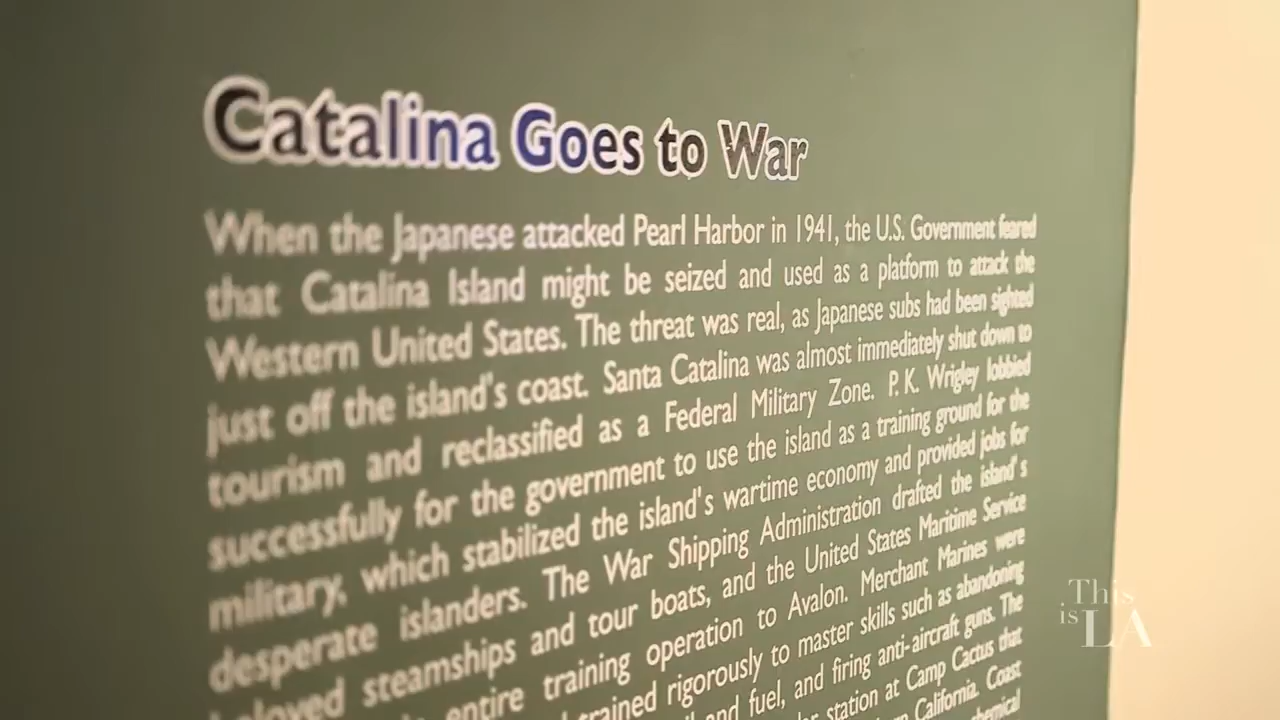 Catalina Goes to War
When the Japanese attacked Pearl Harbor in 1941, the U.S. Government feared
that Catalina Island might be seized and used as a platform to attack the
Western United States. The threat was real, as Japanese subs had been sighted
just off the island's coast. Santa Catalina was almost immediately shut down to
tourism and reclassified as a Federal Military Zone. P. K. Wrigley lobbied
successfully for the government to use the island as a training ground for the
military, which stabilized the island's wartime economy and provided jobs for
desperate islanders. The War Shipping Administration drafted the island's
beloved steamships and tour boats, and the United States Maritime Service
entire training operation to Avalon. Merchant Marines were
trained rigorously to master skills such as abandoning
and fuel, and firing anti-aircraft guns. The
station at Camp Cactus that
California. Coast
chemical
This
is LA